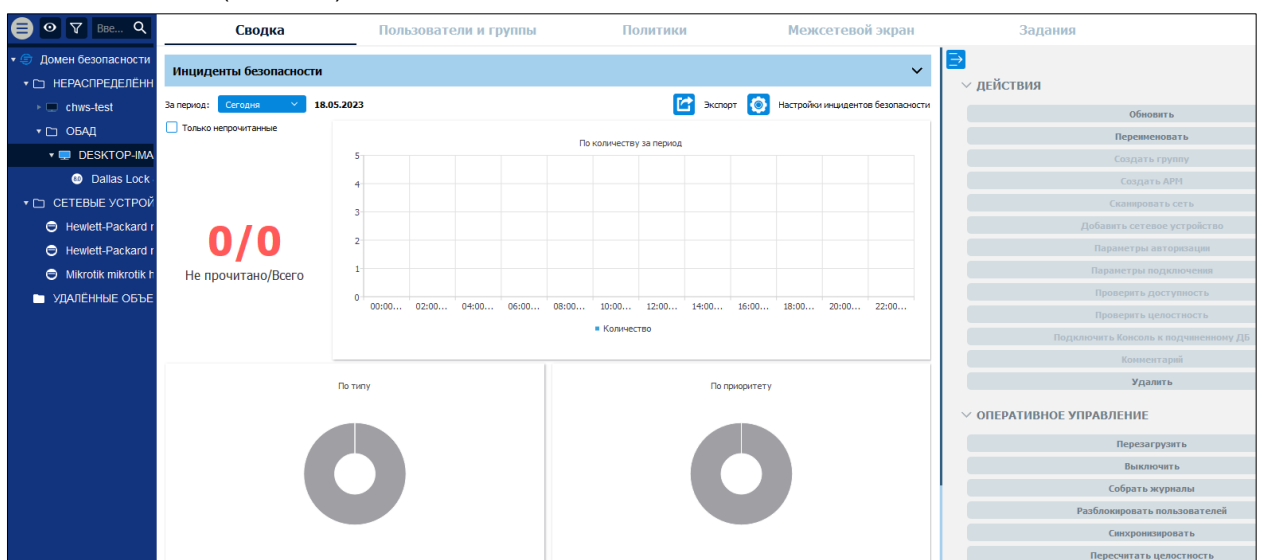 Вве...
Сводка
Пользователи и группы
Политики
Межсетевой экран
Задания
Домен безопасности
НЕРАСПРЕДЕЛЁНН
chws-test
ОБАД
DESKTOP-IMA
8.0 Dallas Lock
СЕТЕВЫЕ УСТРОЙ
Hewlett-Packard r
Hewlett-Packard r
Mikrotik mikrotik h
УДАЛЁННЫЕ ОБЪЕ
Инциденты безопасности
За период: Сегодня 18.05.2023
Экспорт
Настройки инцидентов безопасности
Только непрочитанные
0/0
Не прочитано/Всего
По количеству за период
5
4
3
2
1
0
00:00... 02:00... 04:00... 06:00... 08:00... 10:00... 12:00... 14:00... 16:00... 18:00... 20:00... 22:00...
Количество
По типу
По приоритету
ДЕЙСТВИЯ
Обновить
Переименовать
Создать группу
Создать АРМ
Сканировать сеть
Добавить сетевое устройство
Параметры авторизации
Параметры подключения
Проверить доступность
Проверить целостность
Подключить Консоль к подчиненному ДБ
Комментарий
Удалить
ОПЕРАТИВНОЕ УПРАВЛЕНИЕ
Перезагрузить
Выключить
Собрать журналы
Разблокировать пользователей
Синхронизировать
Пересчитать целостность